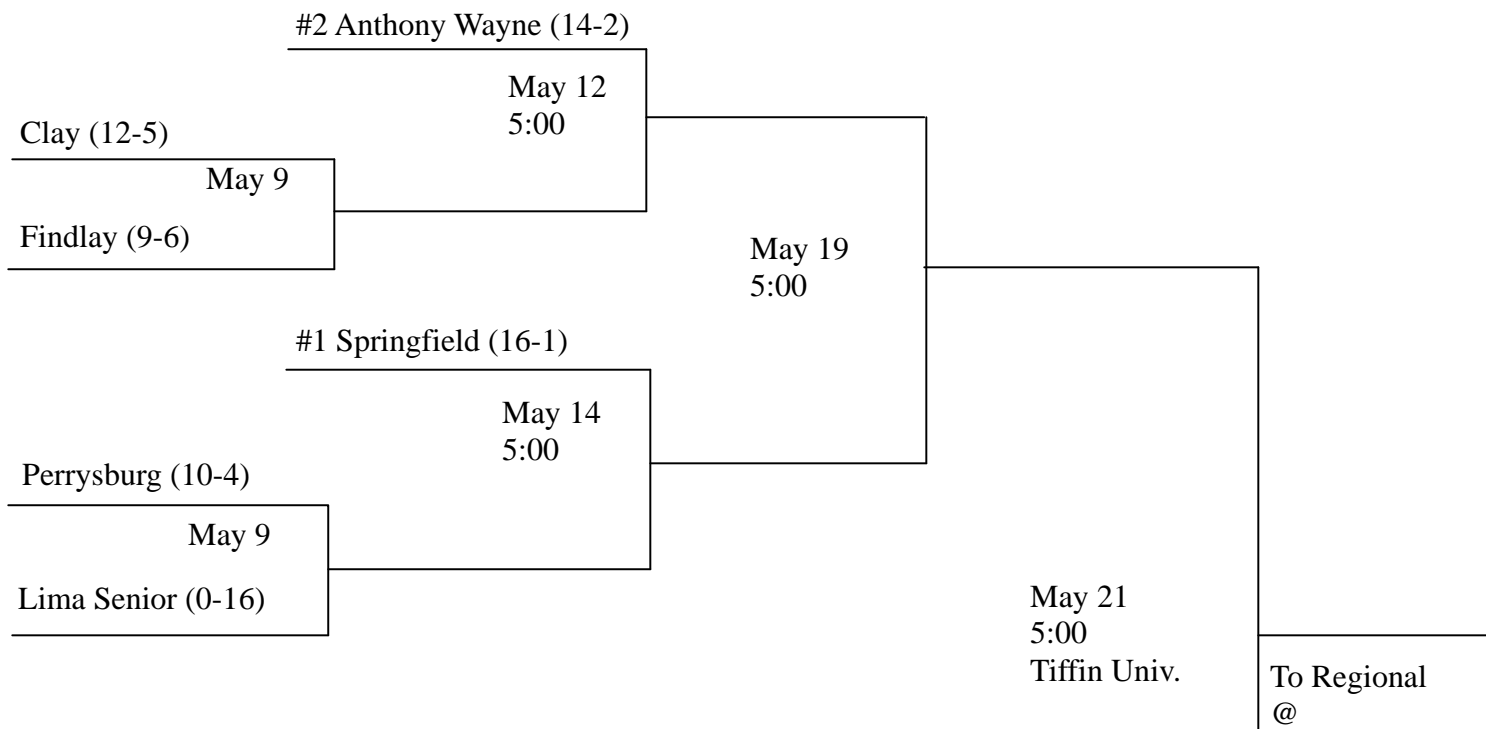 #2 Anthony Wayne (14-2)
May 12
5:00
Clay (12-5)
May 9
Findlay (9-6)
May 19
5:00
#1 Springfield (16-1)
May 14
5:00
Perrysburg (10-4)
May 9
Lima Senior (0-16)
May 21
5:00
Tiffin Univ.
To Regional
@